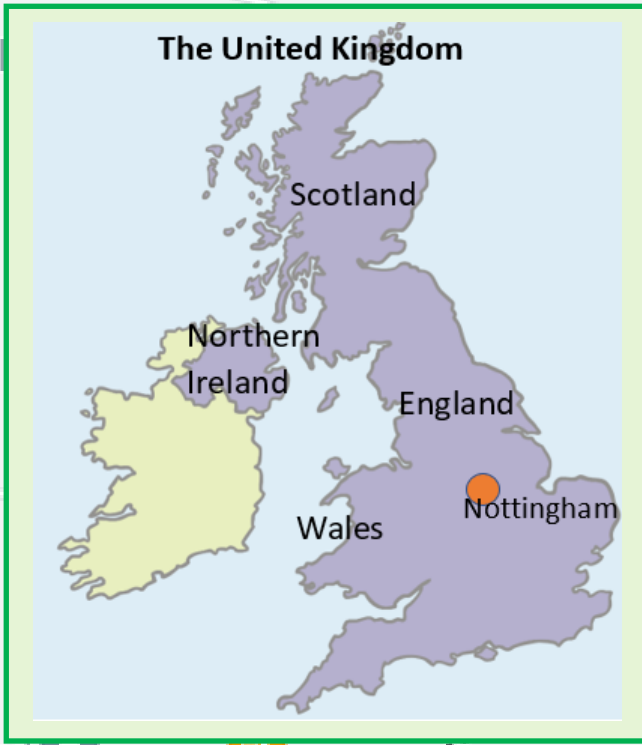 The United Kingdom
Scotland
Northern
Ireland
England
Nottingham
Wales